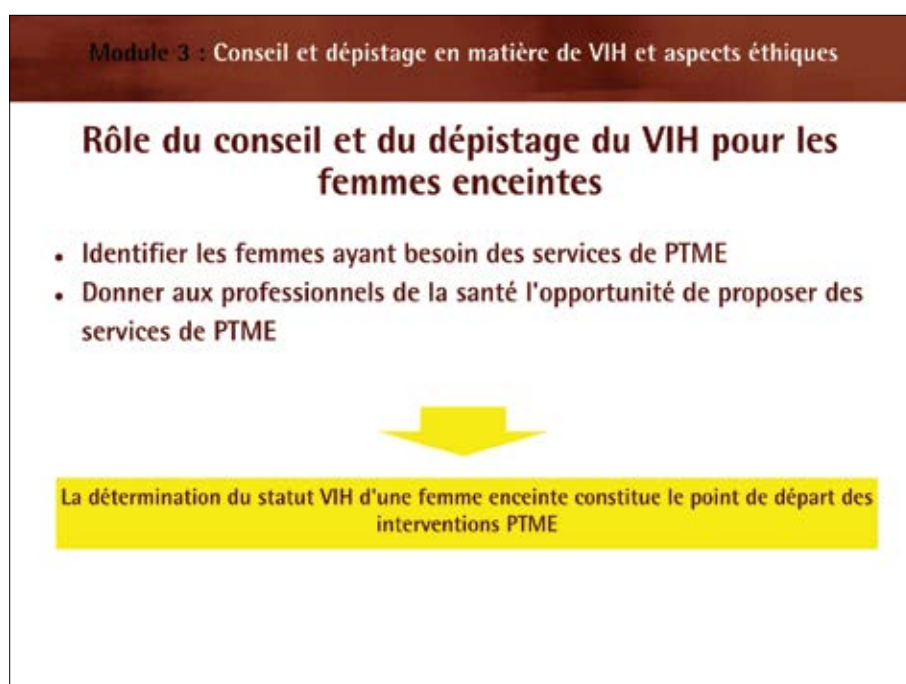 Module 3 : Conseil et dépistage en matière de VIH et aspects éthiques
Rôle du conseil et du dépistage du VIH pour les
femmes enceintes
• Identifier les femmes ayant besoin des services de PTME
• Donner aux professionnels de la santé l'opportunité de proposer des
services de PTME
La détermination du statut VIH d'une femme enceinte constitue le point de départ des
interventions PTME